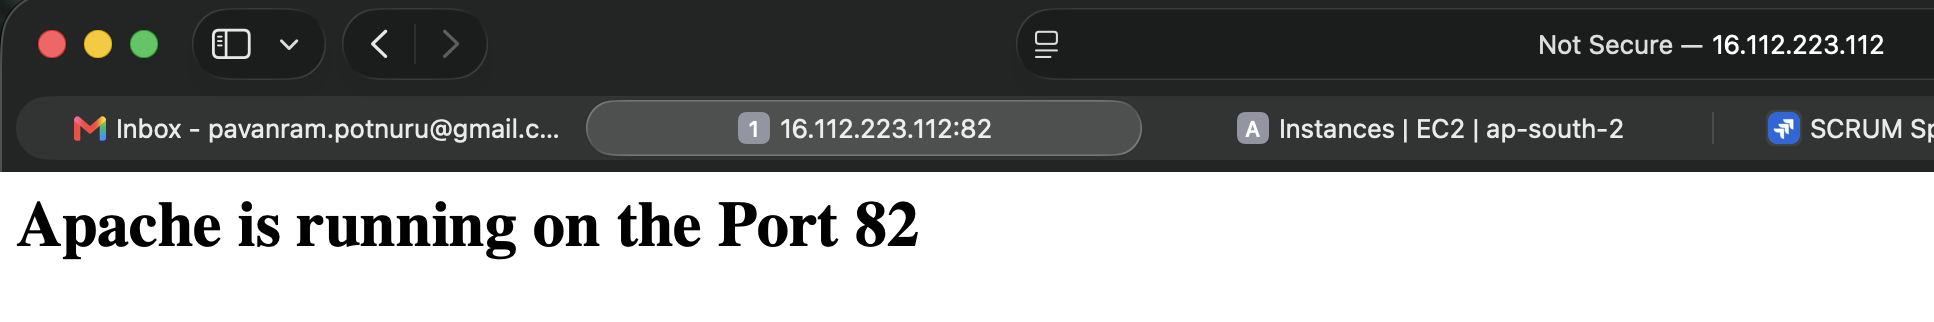 Not Secure — 16.112.223.112
Inbox - pavanram.potnuru@gmail.c...
1 16.112.223.112:82
A Instances | EC2 | ap-south-2
SCRUM Sp
Apache is running on the Port 82